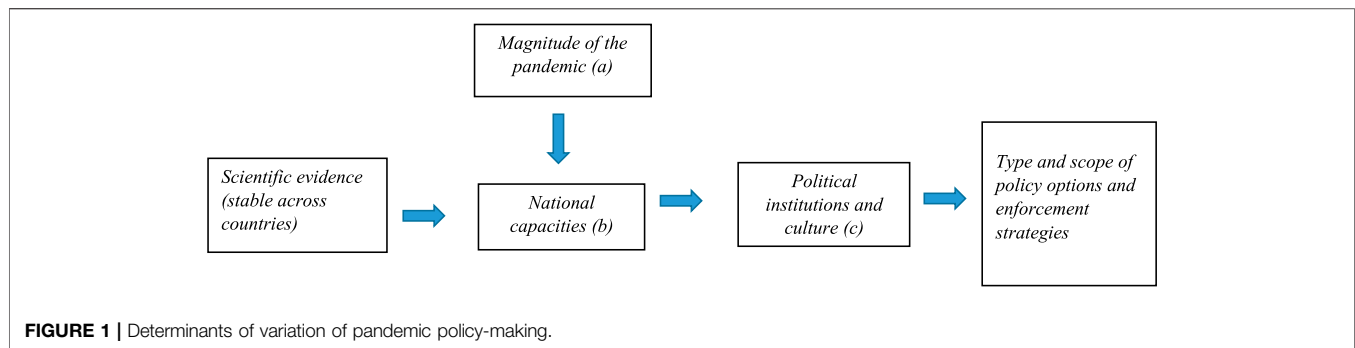 Magnitude of the
pandemic (a)
Scientific evidence
(stable across
countries)
National
capacities (b)
Political
institutions and
culture (c)
Type and scope of
policy options and
enforcement
strategies
FIGURE 1 | Determinants of variation of pandemic policy-making.